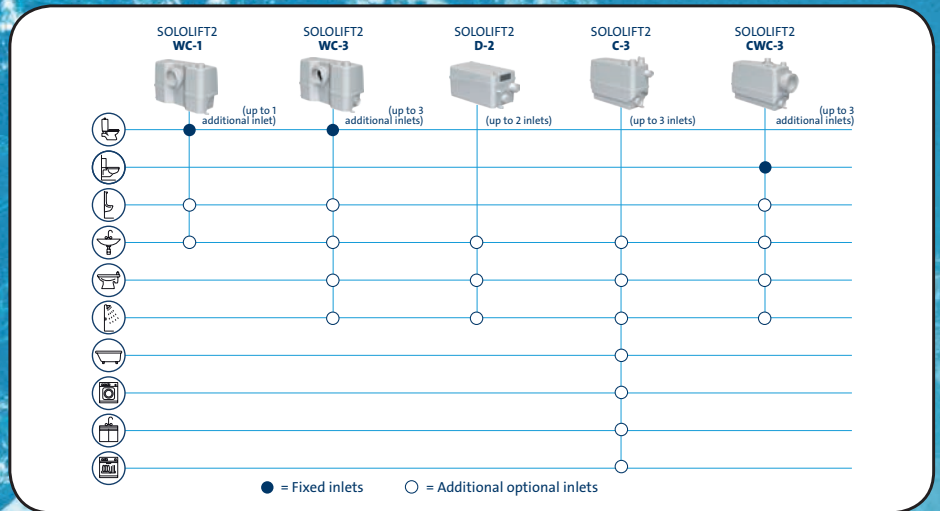 SOLOLIFT2
WC-1
SOLOLIFT2
WC-3
SOLOLIFT2
D-2
SOLOLIFT2
C-3
SOLOLIFT2
CWC-3
(up to 1
additional inlet)
(up to 3
additional inlets)
(up to 2 inlets)
(up to 3 inlets)
(up to 3
additional inlets)
= Fixed inlets
= Additional optional inlets